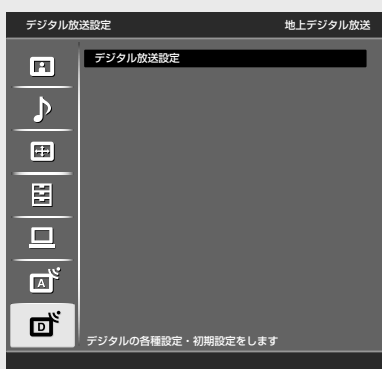 デジタル放送設定 地上デジタル放送
デジタル放送設定
A
D
デジタルの各種設定・初期設定をします